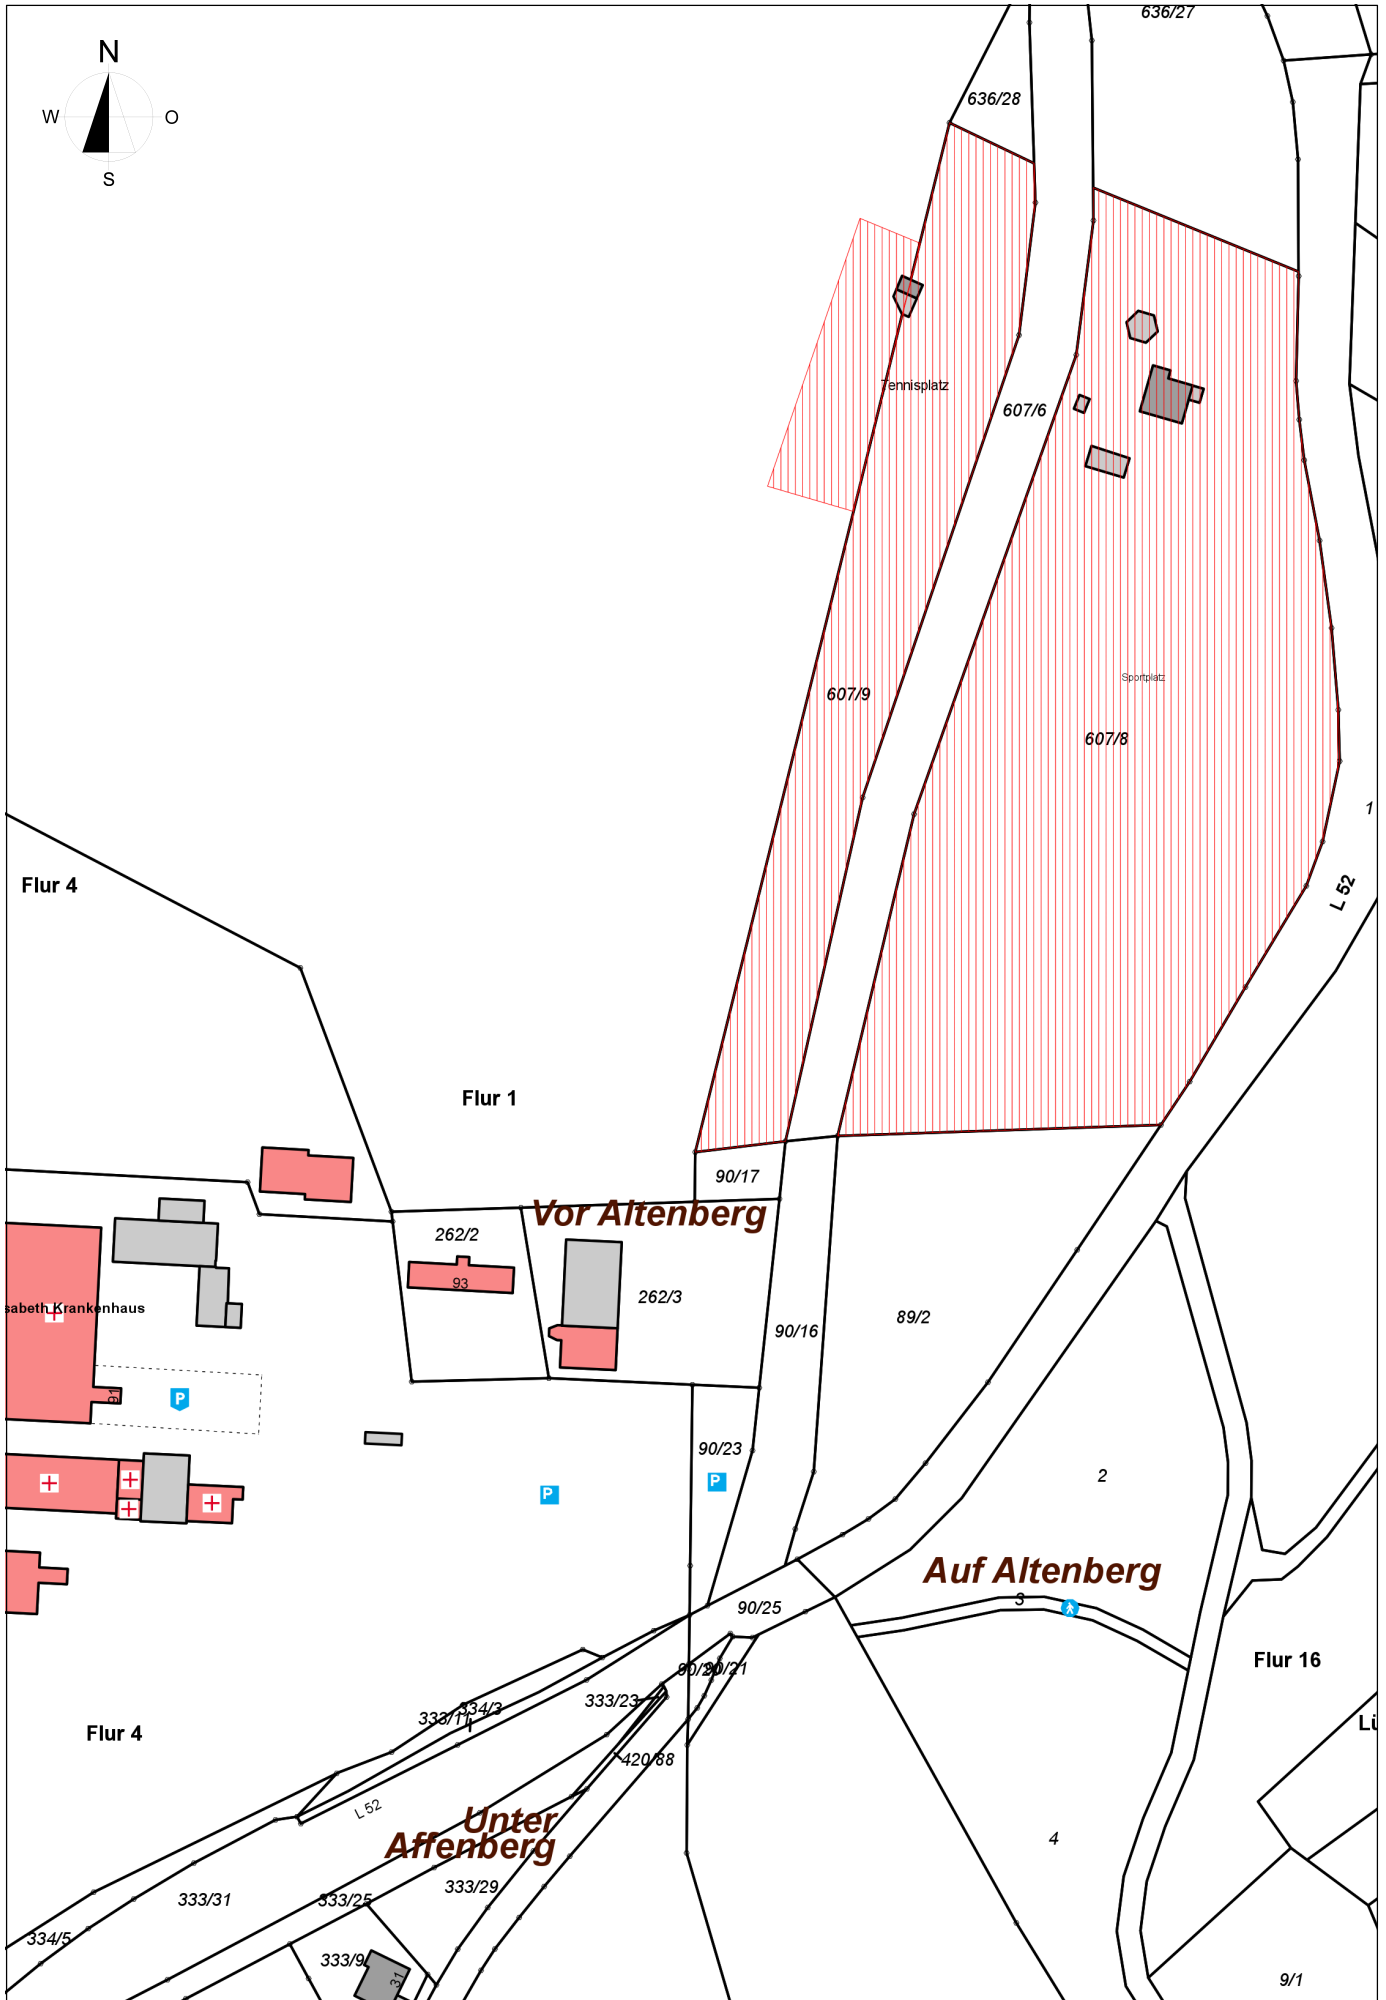 636/27
N
W
O
S
636/28
Tennisplatz
607/6
Sportplatz
607/9
607/8
1
L 52
Flur 4
Flur 1
90/17
Vor Altenberg
262/2
93
262/3
sabeth Krankenhaus
90/16
89/2
91
P
90/23
P
P
2
Auf Altenberg
3
90/25
Flur 16
90/21
333/23
334/3
333/11
Flur 4
Lü
420/88
L 52
Unter
Affenberg
4
333/29
333/31
333/25
334/5
333/9
31
9/1